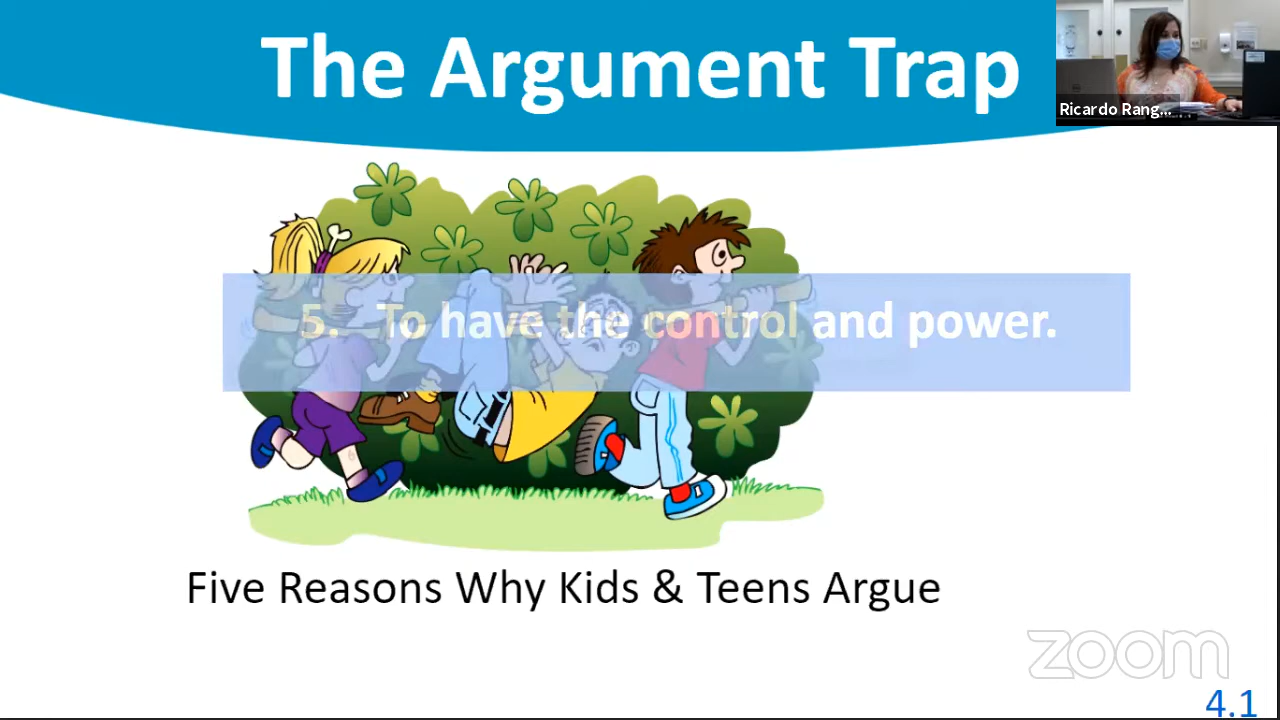 The Argument Trap
Ricardo Rang...
5. To have the control and power.
Five Reasons Why Kids & Teens Argue
zoom
4.1